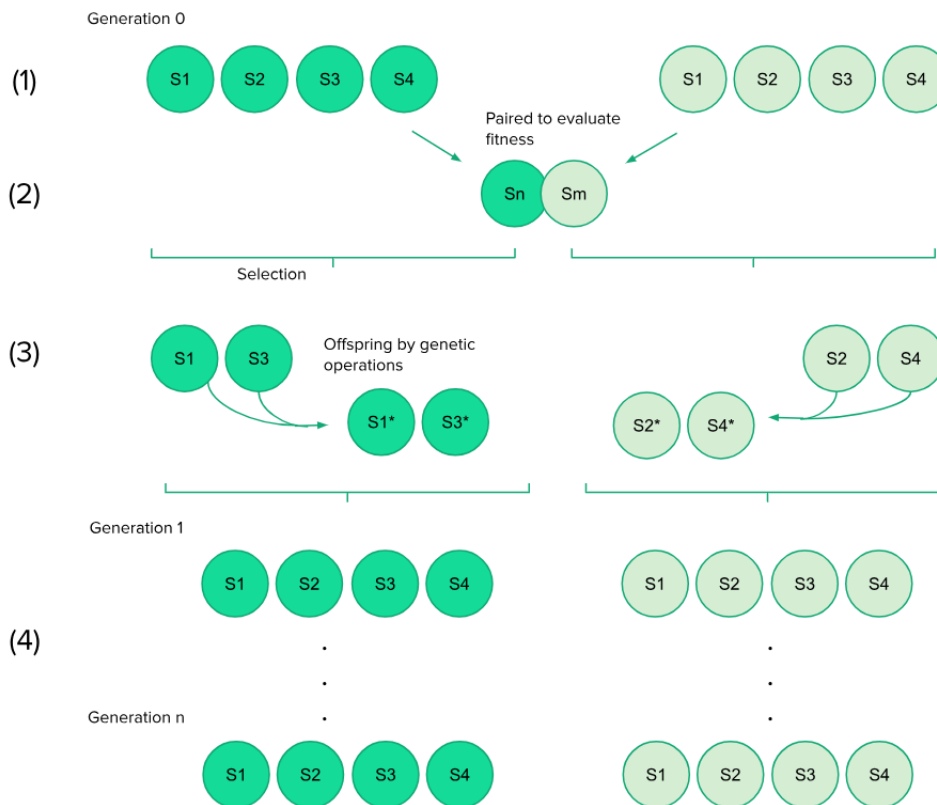 Generation 0
(1)
S1 S2 S3 S4 S1 S2 S3 S4
Paired to evaluate
fitness
(2)
Sn Sm
Selection
(3)
S1 S3 S2 S4
Offspring by genetic
operations
S1* S3* S2* S4*
Generation 1
S1 S2 S3 S4 S1 S2 S3 S4
(4)
Generation n
S1 S2 S3 S4 S1 S2 S3 S4